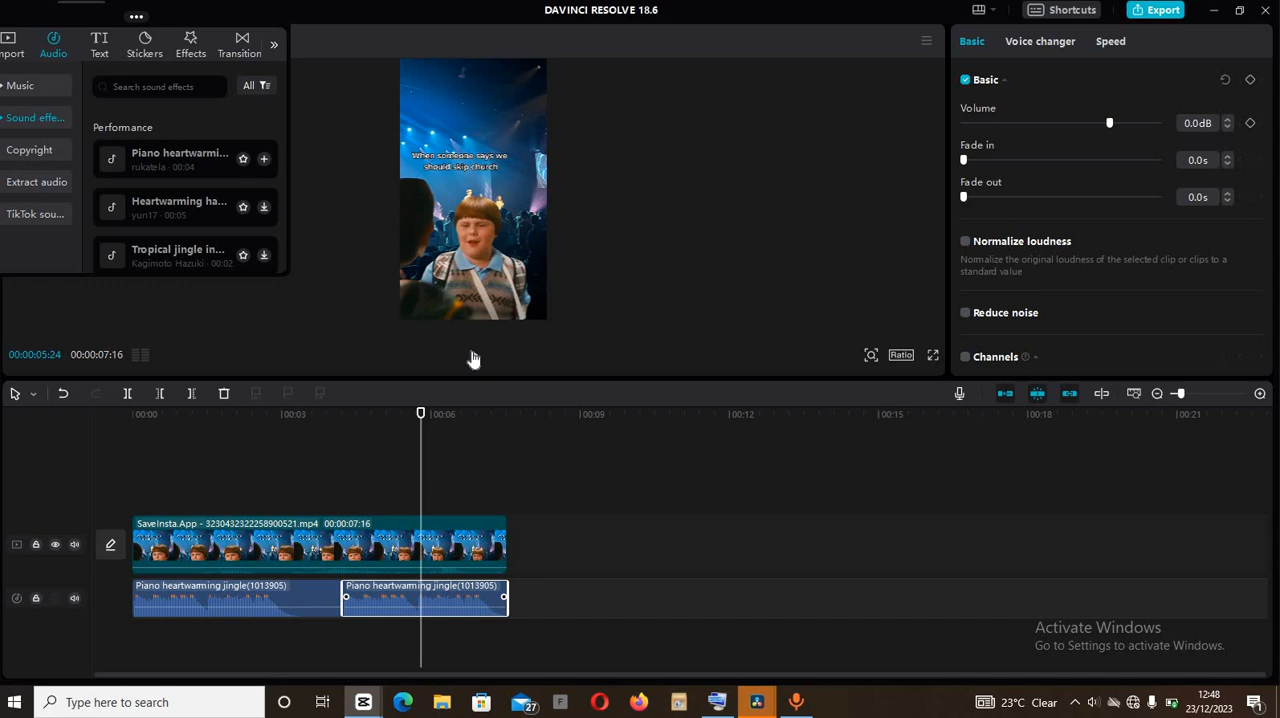 DAVINCI RESOLVE 18.6
Shortcuts
Export
mport
Audio
Text
Stickers
Effects
Transition
Basic
Voice changer
Speed
Music
Search sound effects
All
Sound effe...
Performance
Copyright
Piano heartwarmi...
rukatela · 00:04
Extract audio
Heartwarming ha...
yuri17 · 00:05
TikTok sou...
Tropical jingle in...
Kagimoto Hazuki · 00:02
When someone says we
should skip church
Basic
Volume
0.0dB
Fade in
0.0s
Fade out
0.0s
Normalize loudness
Normalize the original loudness of the selected clip or clips to a
standard value
Reduce noise
Channels
00:00:05:24
00:00:07:16
Ratio
00:00
00:03
00:06
00:09
00:12
00:15
00:18
00:21
SaveInsta.App - 3230432322258900521.mp4 00:00:07:16
Piano heartwarming jingle(1013905)
Piano heartwarming jingle(1013905)
Activate Windows
Go to Settings to activate Windows.
Type here to search
27
F
23°C Clear
12:48
23/12/2023